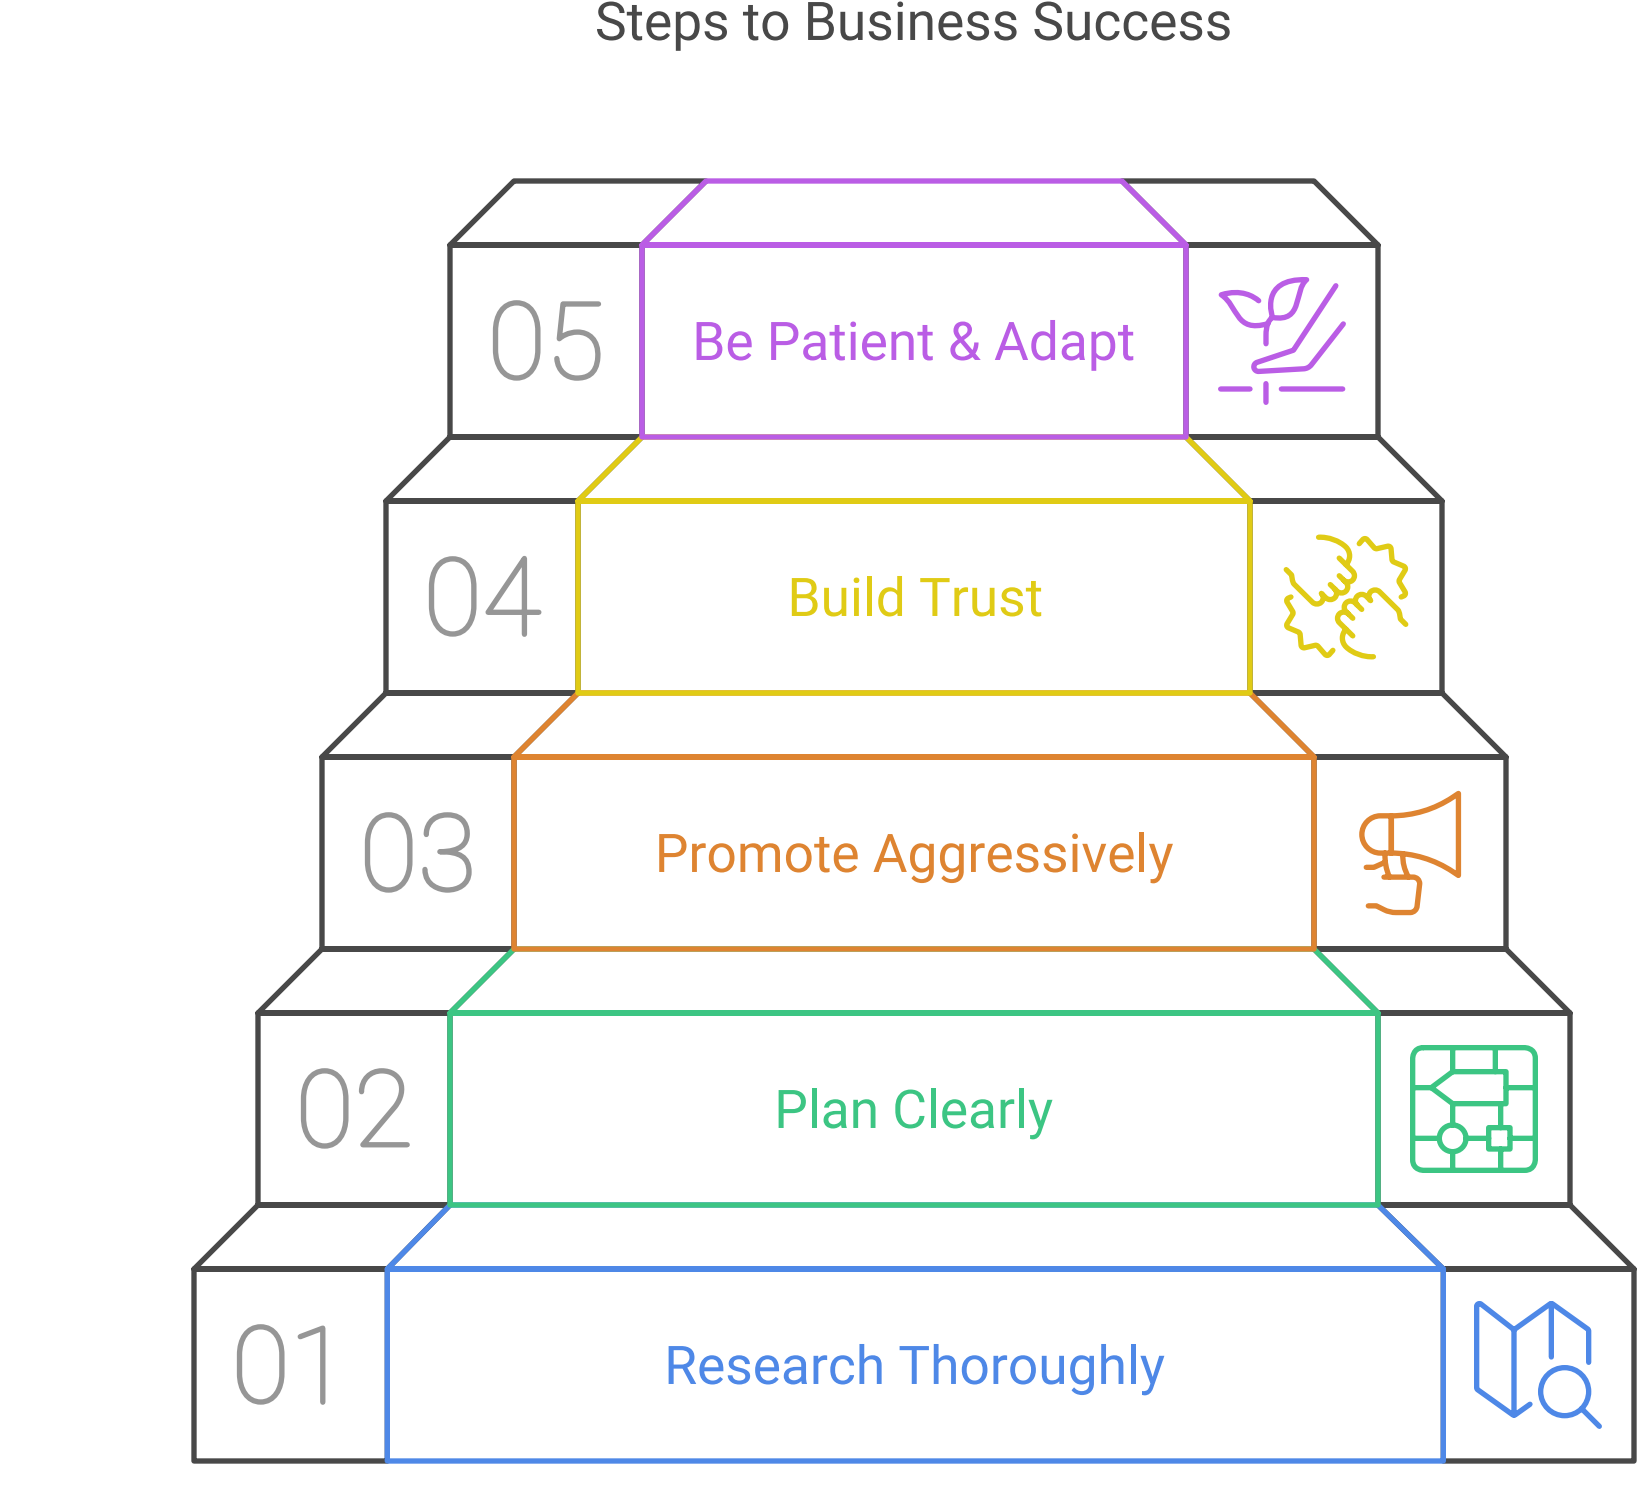 Steps to Business Success
05
Be Patient & Adapt
04
Build Trust
03
Promote Aggressively
02
Plan Clearly
01
Research Thoroughly